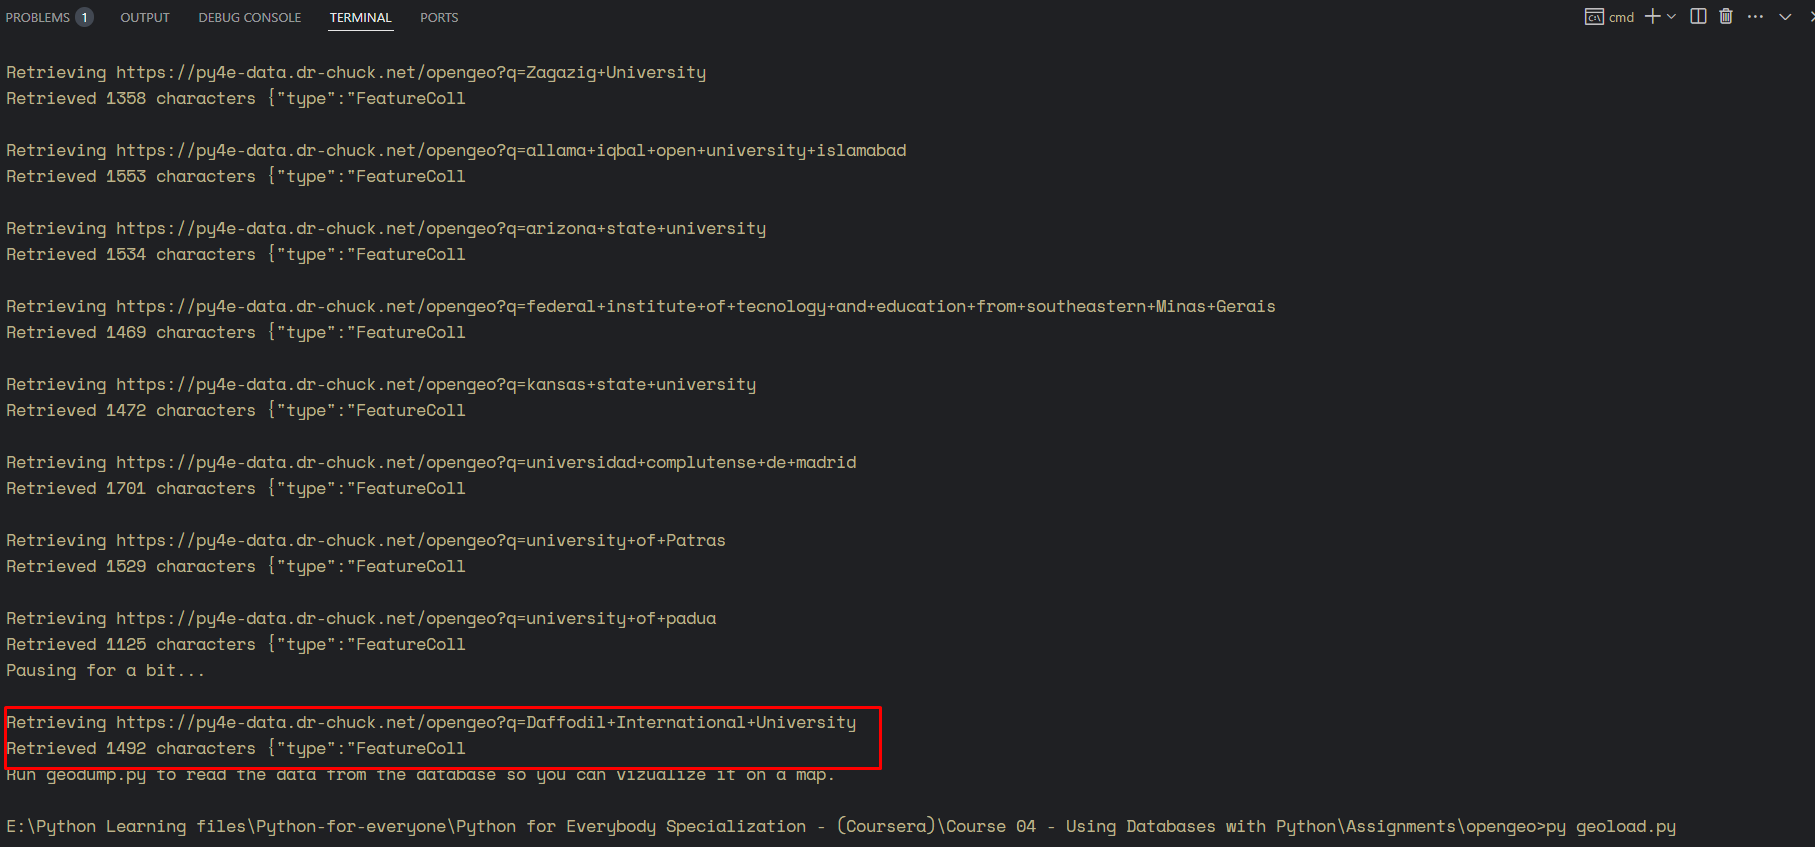 PROBLEMS 1 OUTPUT DEBUG CONSOLE TERMINAL PORTS cmd
Retrieving https://py4e-data.dr-chuck.net/opengeo?q=Zagazig+University
Retrieved 1358 characters {"type":"FeatureColl
Retrieving https://py4e-data.dr-chuck.net/opengeo?q=allama+iqbal+open+university+islamabad
Retrieved 1553 characters {"type":"FeatureColl
Retrieving https://py4e-data.dr-chuck.net/opengeo?q=arizona+state+university
Retrieved 1534 characters {"type":"FeatureColl
Retrieving https://py4e-data.dr-chuck.net/opengeo?q=federal+institute+of+tecnology+and+education+from+southeastern+Minas+Gerais
Retrieved 1469 characters {"type":"FeatureColl
Retrieving https://py4e-data.dr-chuck.net/opengeo?q=kansas+state+university
Retrieved 1472 characters {"type":"FeatureColl
Retrieving https://py4e-data.dr-chuck.net/opengeo?q=universidad+complutense+de+madrid
Retrieved 1701 characters {"type":"FeatureColl
Retrieving https://py4e-data.dr-chuck.net/opengeo?q=university+of+Patras
Retrieved 1529 characters {"type":"FeatureColl
Retrieving https://py4e-data.dr-chuck.net/opengeo?q=university+of+padua
Retrieved 1125 characters {"type":"FeatureColl
Pausing for a bit...
Retrieving https://py4e-data.dr-chuck.net/opengeo?q=Daffodil+International+University
Retrieved 1492 characters {"type":"FeatureColl
Run geodump.py to read the data from the database so you can vizualize it on a map.
E:\Python Learning files\Python-for-everyone\Python for Everybody Specialization - (Coursera)\Course 04 - Using Databases with Python\Assignments\opengeo>py geoload.py